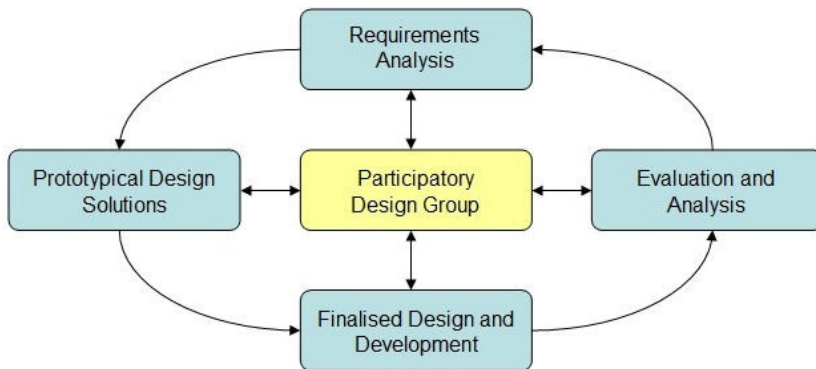 Requirements
Analysis
Prototypical Design
Solutions
Participatory
Design Group
Evaluation and
Analysis
Finalised Design and
Development